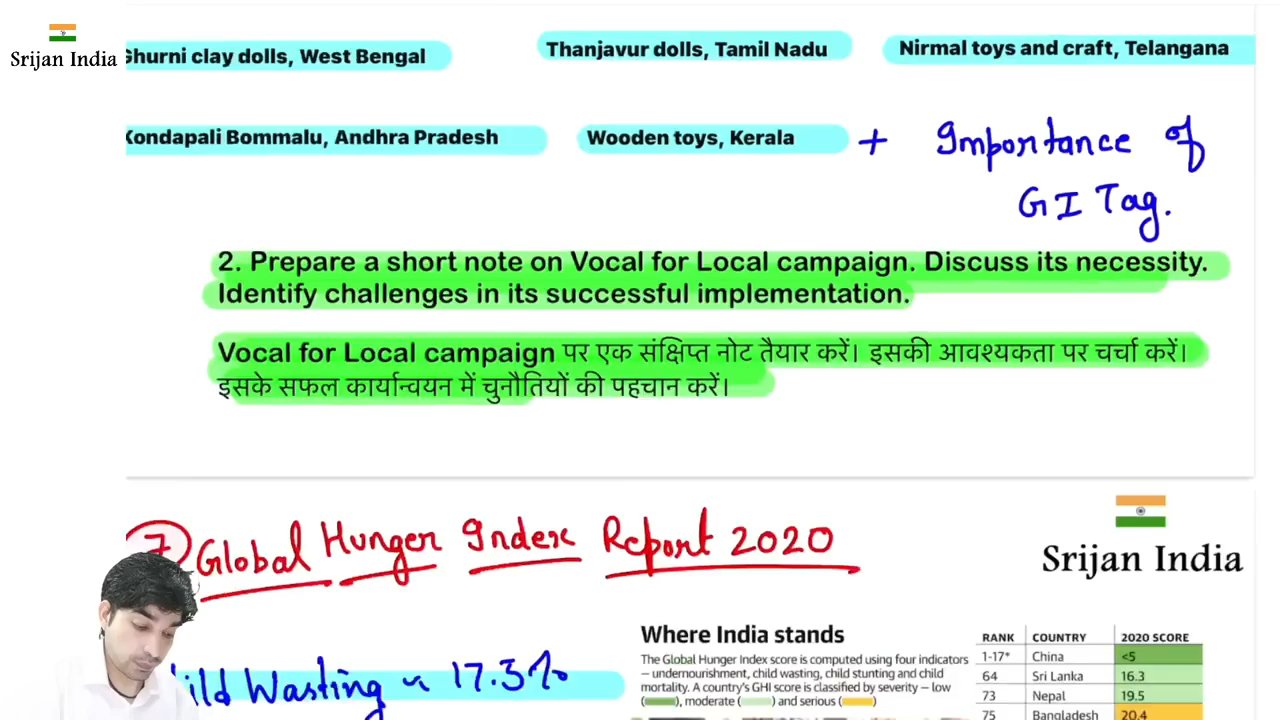 Srijan India
Ghurni clay dolls, West Bengal
Thanjavur dolls, Tamil Nadu
Nirmal toys and craft, Telangana
Kondapali Bommalu, Andhra Pradesh
Wooden toys, Kerala
+ Importance of
GI Tag.
2. Prepare a short note on Vocal for Local campaign. Discuss its necessity.
Identify challenges in its successful implementation.
Vocal for Local campaign पर एक संक्षिप्त नोट तैयार करें। इसकी आवश्यकता पर चर्चा करें।
इसके सफल कार्यान्वयन में चुनौतियों की पहचान करें।
7) Global Hunger Index Report 2020
Srijan India
Wasting ~ 17.3%
Where India stands
The Global Hunger Index score is computed using four indicators
– undernourishment, child wasting, child stunting and child
mortality. A country's GHI score is classified by severity – low
( ), moderate ( ) and serious ( )
RANK COUNTRY 2020 SCORE
1-17* China <5
64 Sri Lanka 16.3
73 Nepal 19.5
75 Bangladesh 20.4